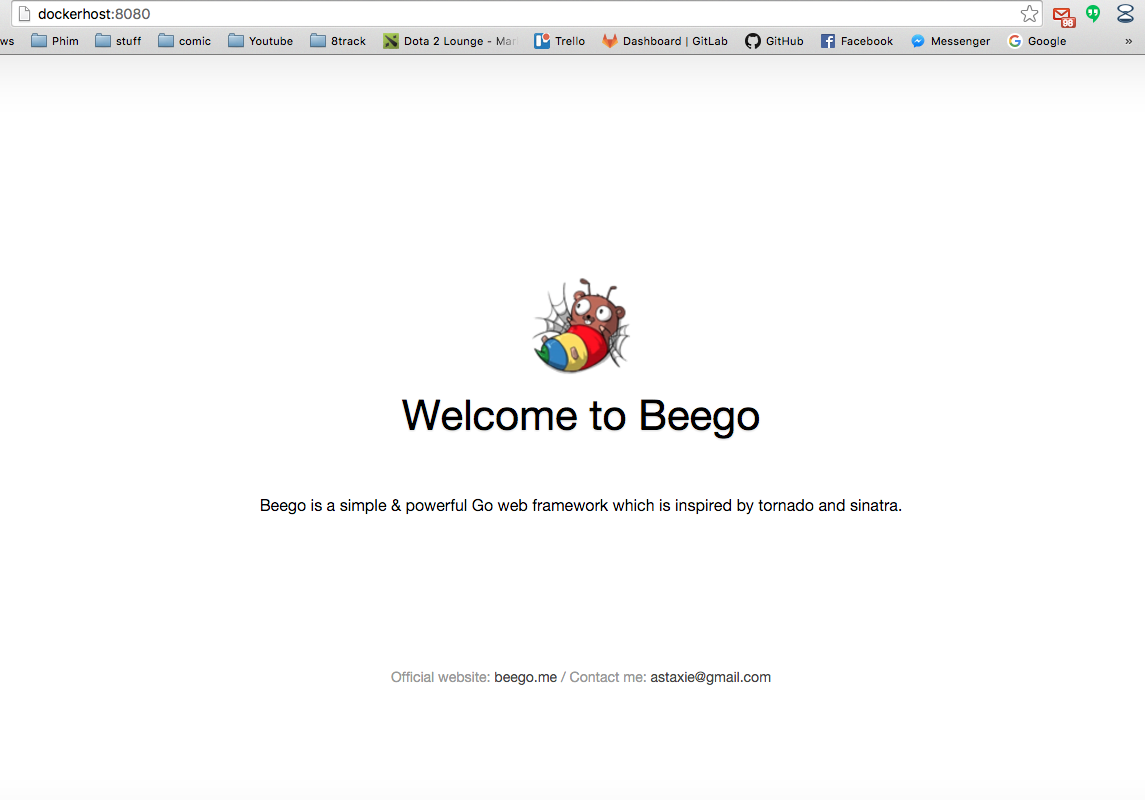 dockerhost:8080
98
ws Phim stuff comic Youtube 8track Dota 2 Lounge - Mar Trello Dashboard | GitLab GitHub Facebook Messenger Google »
Welcome to Beego
Beego is a simple & powerful Go web framework which is inspired by tornado and sinatra.
Official website: beego.me / Contact me: astaxie@gmail.com